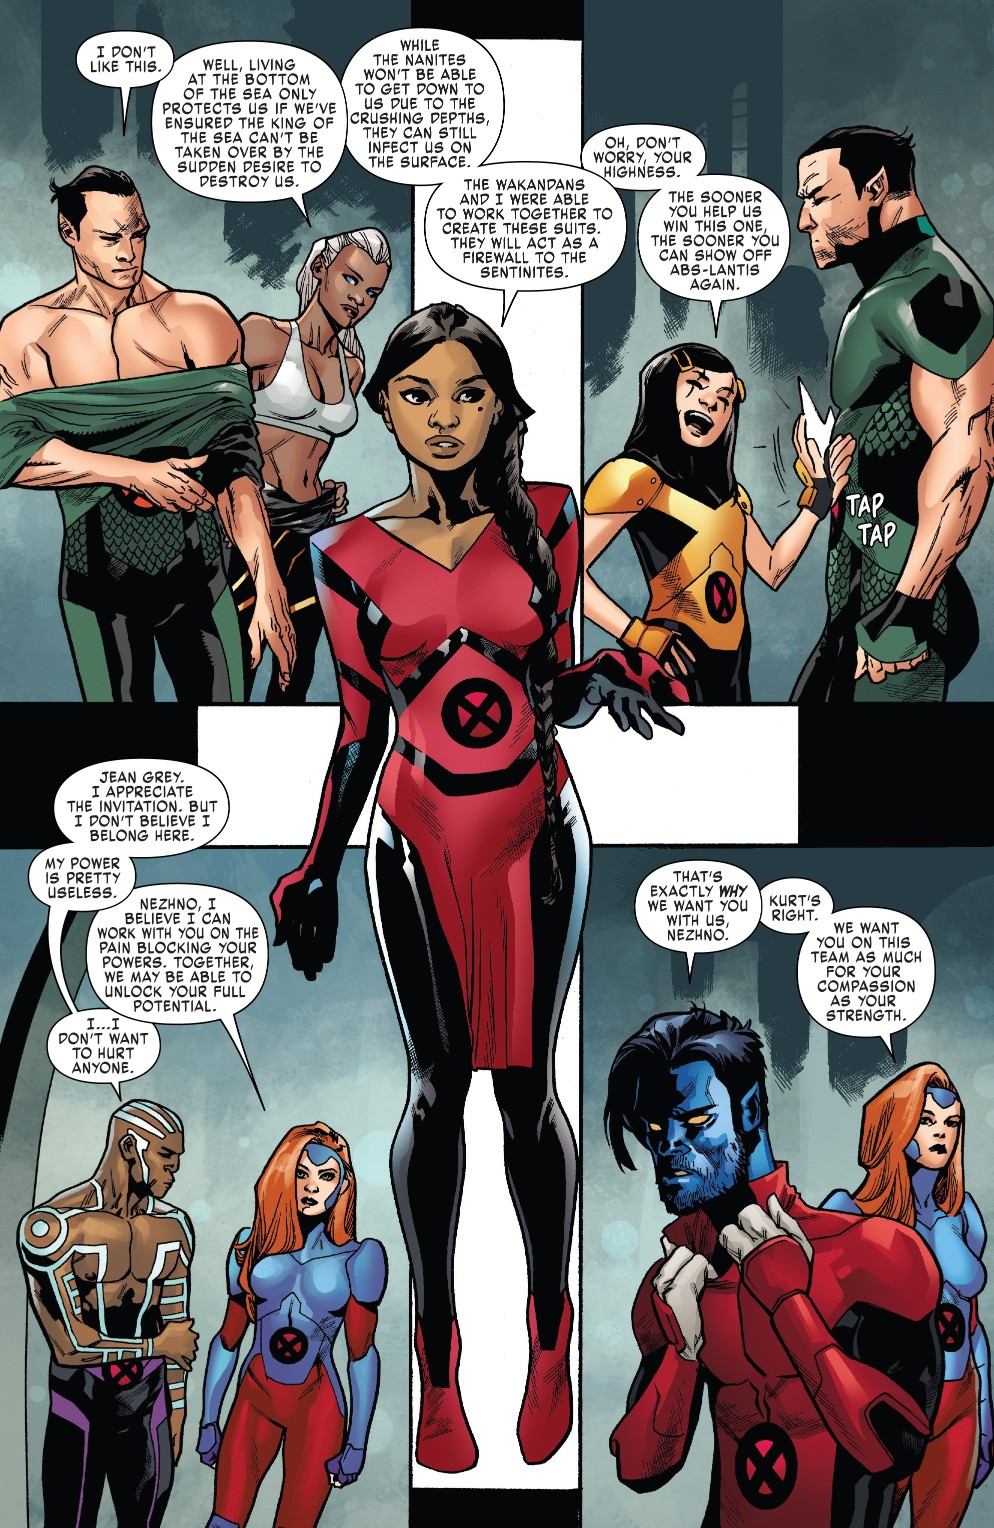 I DON'T
LIKE THIS.
WELL, LIVING
AT THE BOTTOM
OF THE SEA ONLY
PROTECTS US IF WE'VE
ENSURED THE KING OF
THE SEA CAN'T BE
TAKEN OVER BY THE
SUDDEN DESIRE TO
DESTROY US.
WHILE
THE NANITES
WON'T BE ABLE
TO GET DOWN TO
US DUE TO THE
CRUSHING DEPTHS,
THEY CAN STILL
INFECT US ON
THE SURFACE.
THE WAKANDANS
AND I WERE ABLE
TO WORK TOGETHER TO
CREATE THESE SUITS.
THEY WILL ACT AS A
FIREWALL TO THE
SENTINITES.
OH, DON'T
WORRY, YOUR
HIGHNESS.
THE SOONER
YOU HELP US
WIN THIS ONE,
THE SOONER YOU
CAN SHOW OFF
ABS-LANTIS
AGAIN.
TAP
TAP
JEAN GREY.
I APPRECIATE
THE INVITATION. BUT
I DON'T BELIEVE I
BELONG HERE.
MY POWER
IS PRETTY
USELESS.
NEZHNO, I
BELIEVE I CAN
WORK WITH YOU ON THE
PAIN BLOCKING YOUR
POWERS. TOGETHER,
WE MAY BE ABLE TO
UNLOCK YOUR FULL
POTENTIAL.
I...I
DON'T WANT
TO HURT
ANYONE.
THAT'S
EXACTLY WHY
WE WANT YOU
WITH US,
NEZHNO.
KURT'S
RIGHT.
WE WANT
YOU ON THIS
TEAM AS MUCH
FOR YOUR
COMPASSION
AS YOUR
STRENGTH.